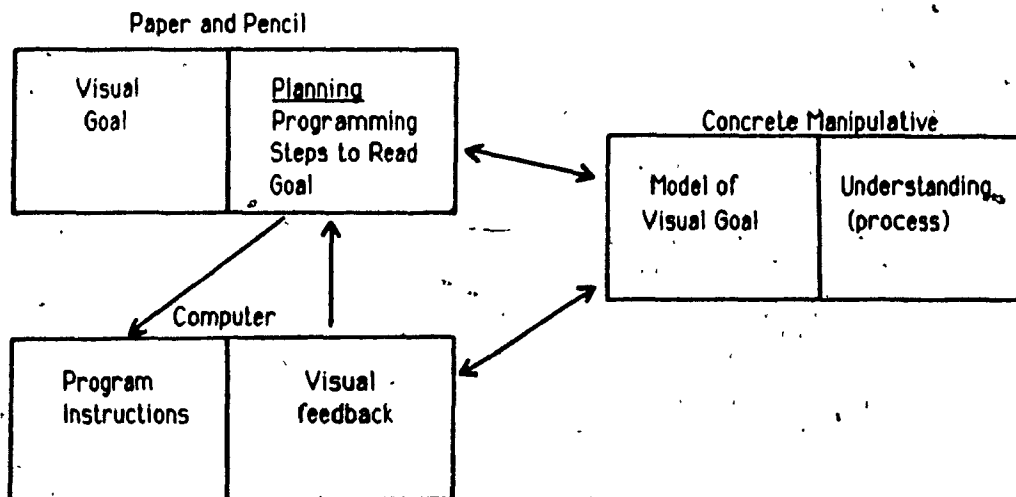 Paper and Pencil
Visual
Goal
Planning
Programming
Steps to Read
Goal
Concrete Manipulative
Model of
Visual Goal
Understanding
(process)
Computer
Program
Instructions
Visual
feedback